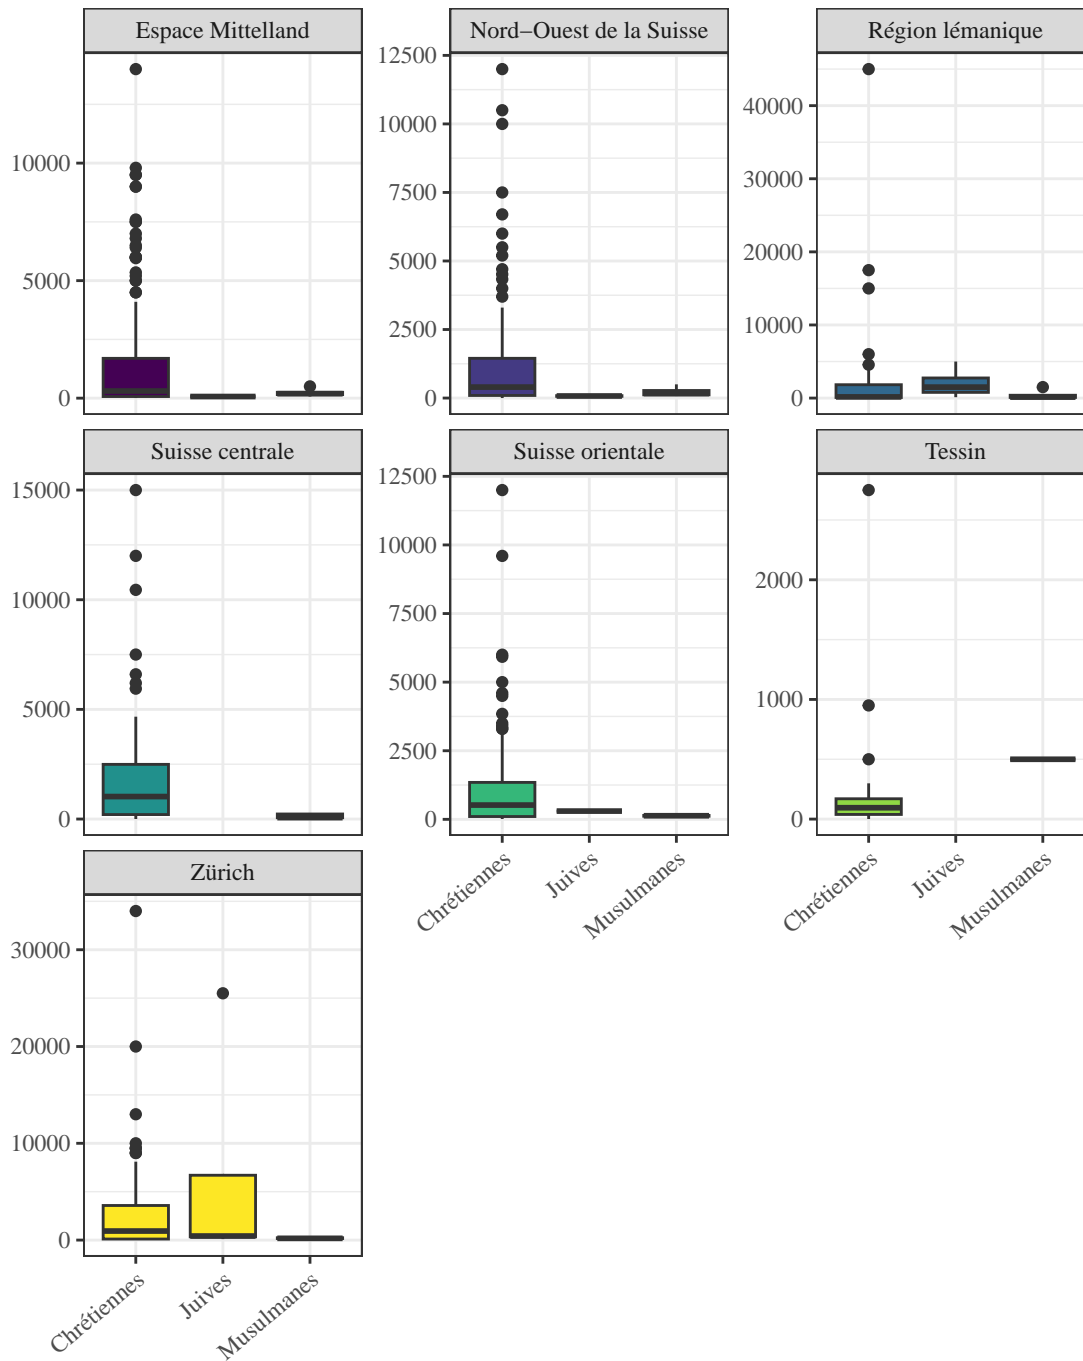 Espace Mittelland
Nord−Ouest de la Suisse
Région lémanique
10000
5000
0
12500
10000
7500
5000
2500
0
40000
30000
20000
10000
0
Suisse centrale
Suisse orientale
Tessin
15000
10000
5000
0
12500
10000
7500
5000
2500
0
2000
1000
0
Chrétiennes
Juives
Musulmanes
Chrétiennes
Juives
Musulmanes
Zürich
30000
20000
10000
0
Chrétiennes
Juives
Musulmanes